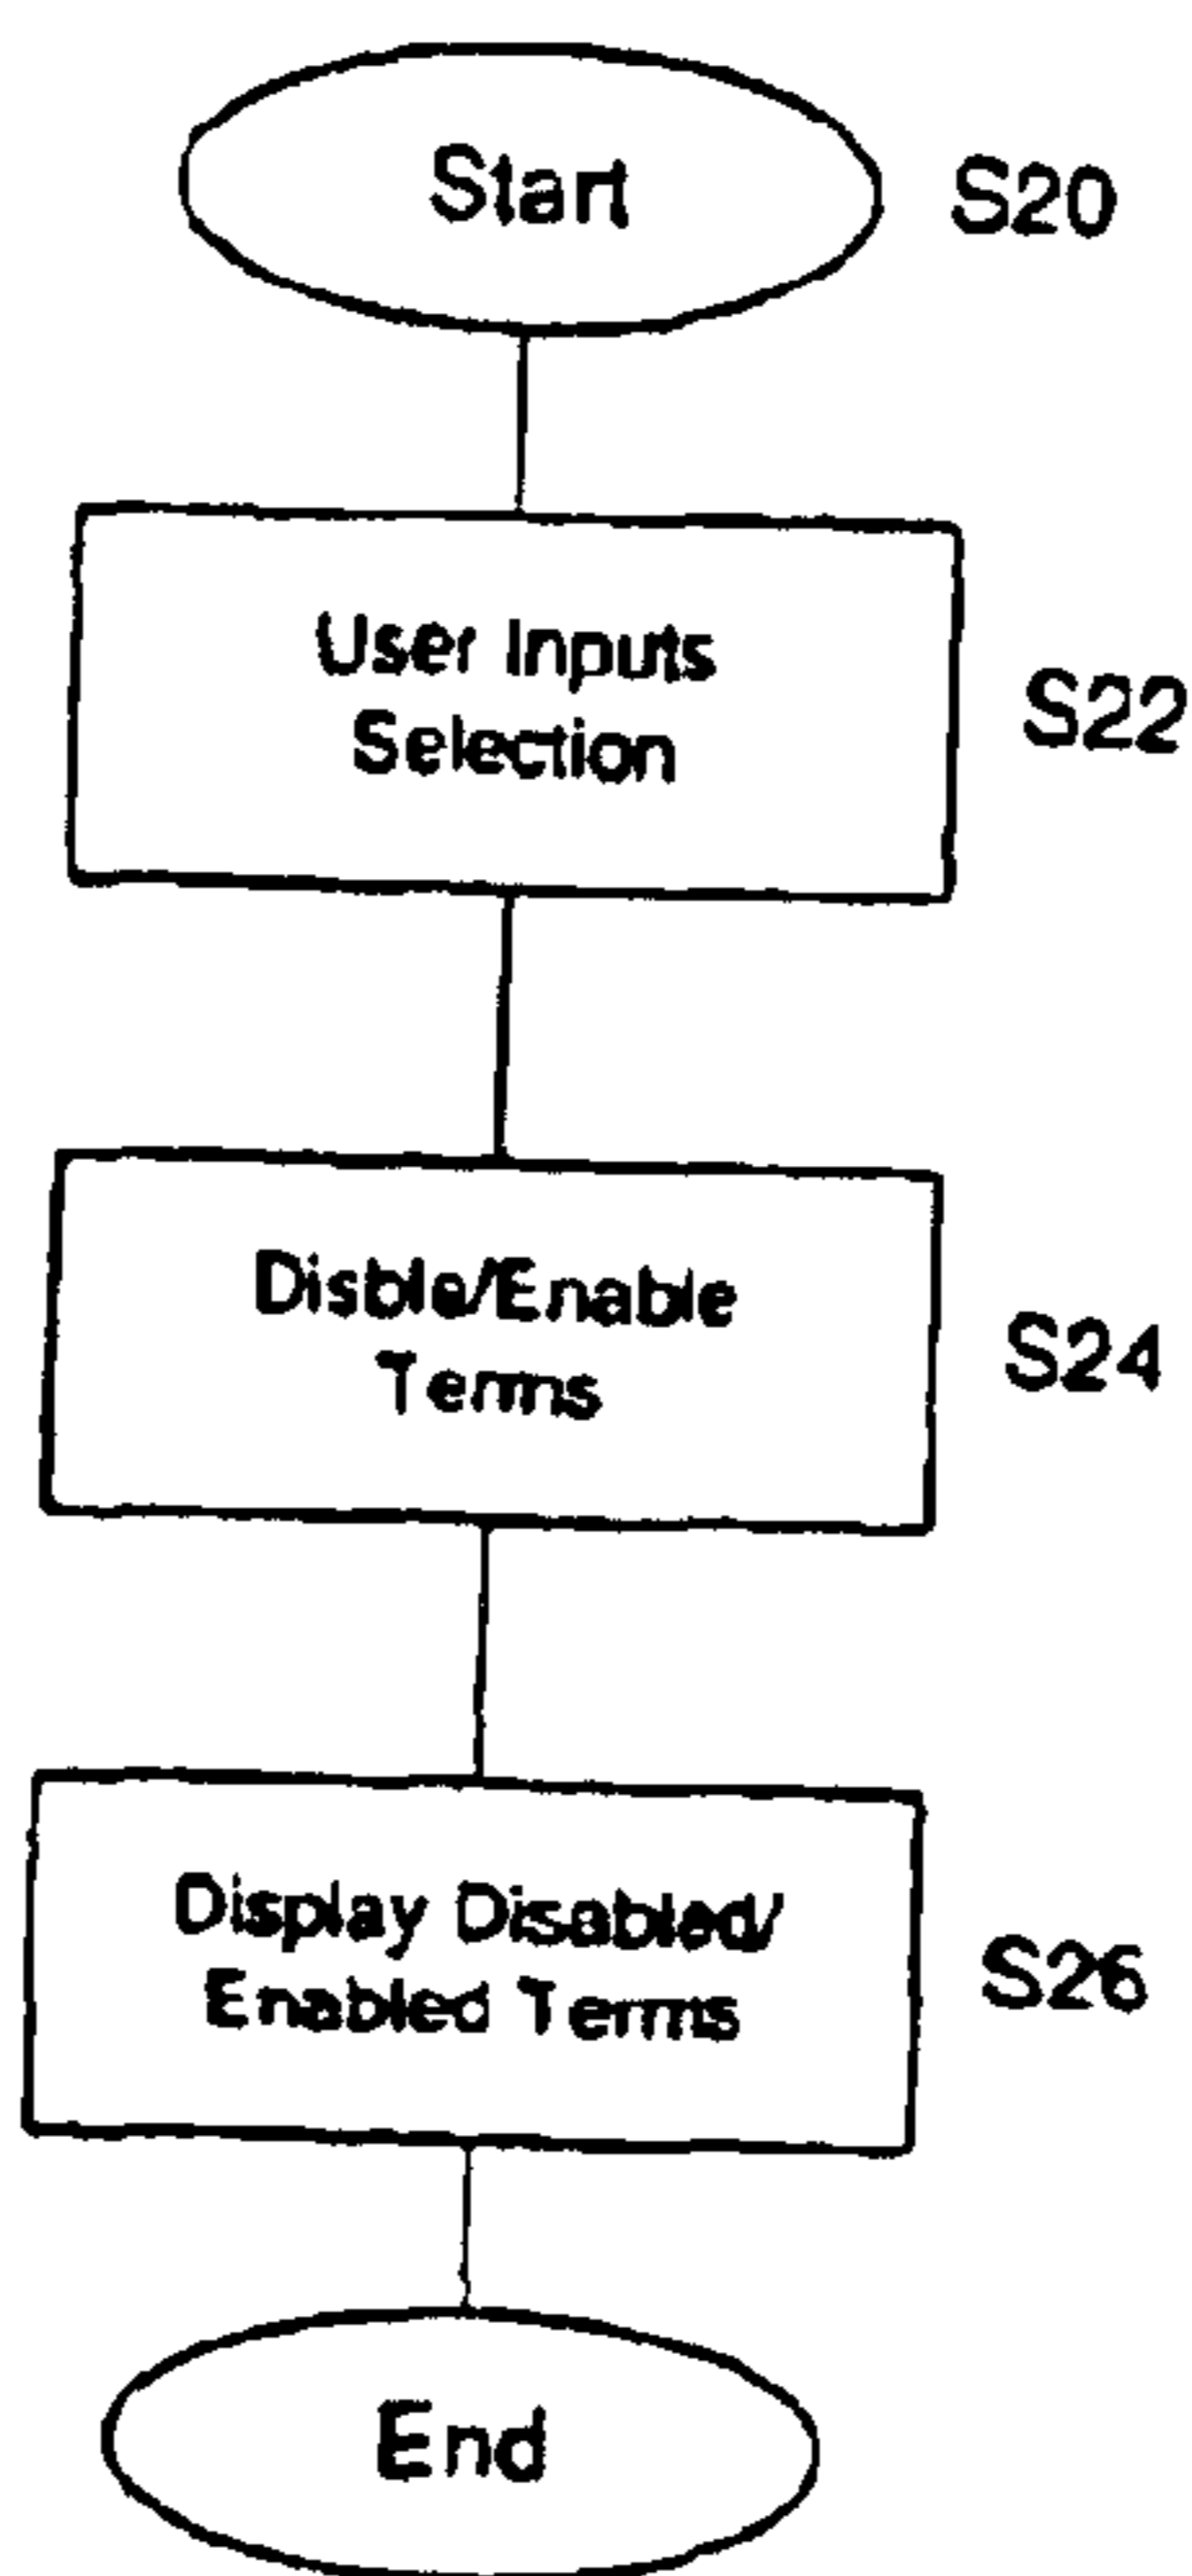 Start
S20
User Inputs
Selection
S22
Disble/Enable
Terms
S24
Display Disabled/
Enabled Terms
S26
End